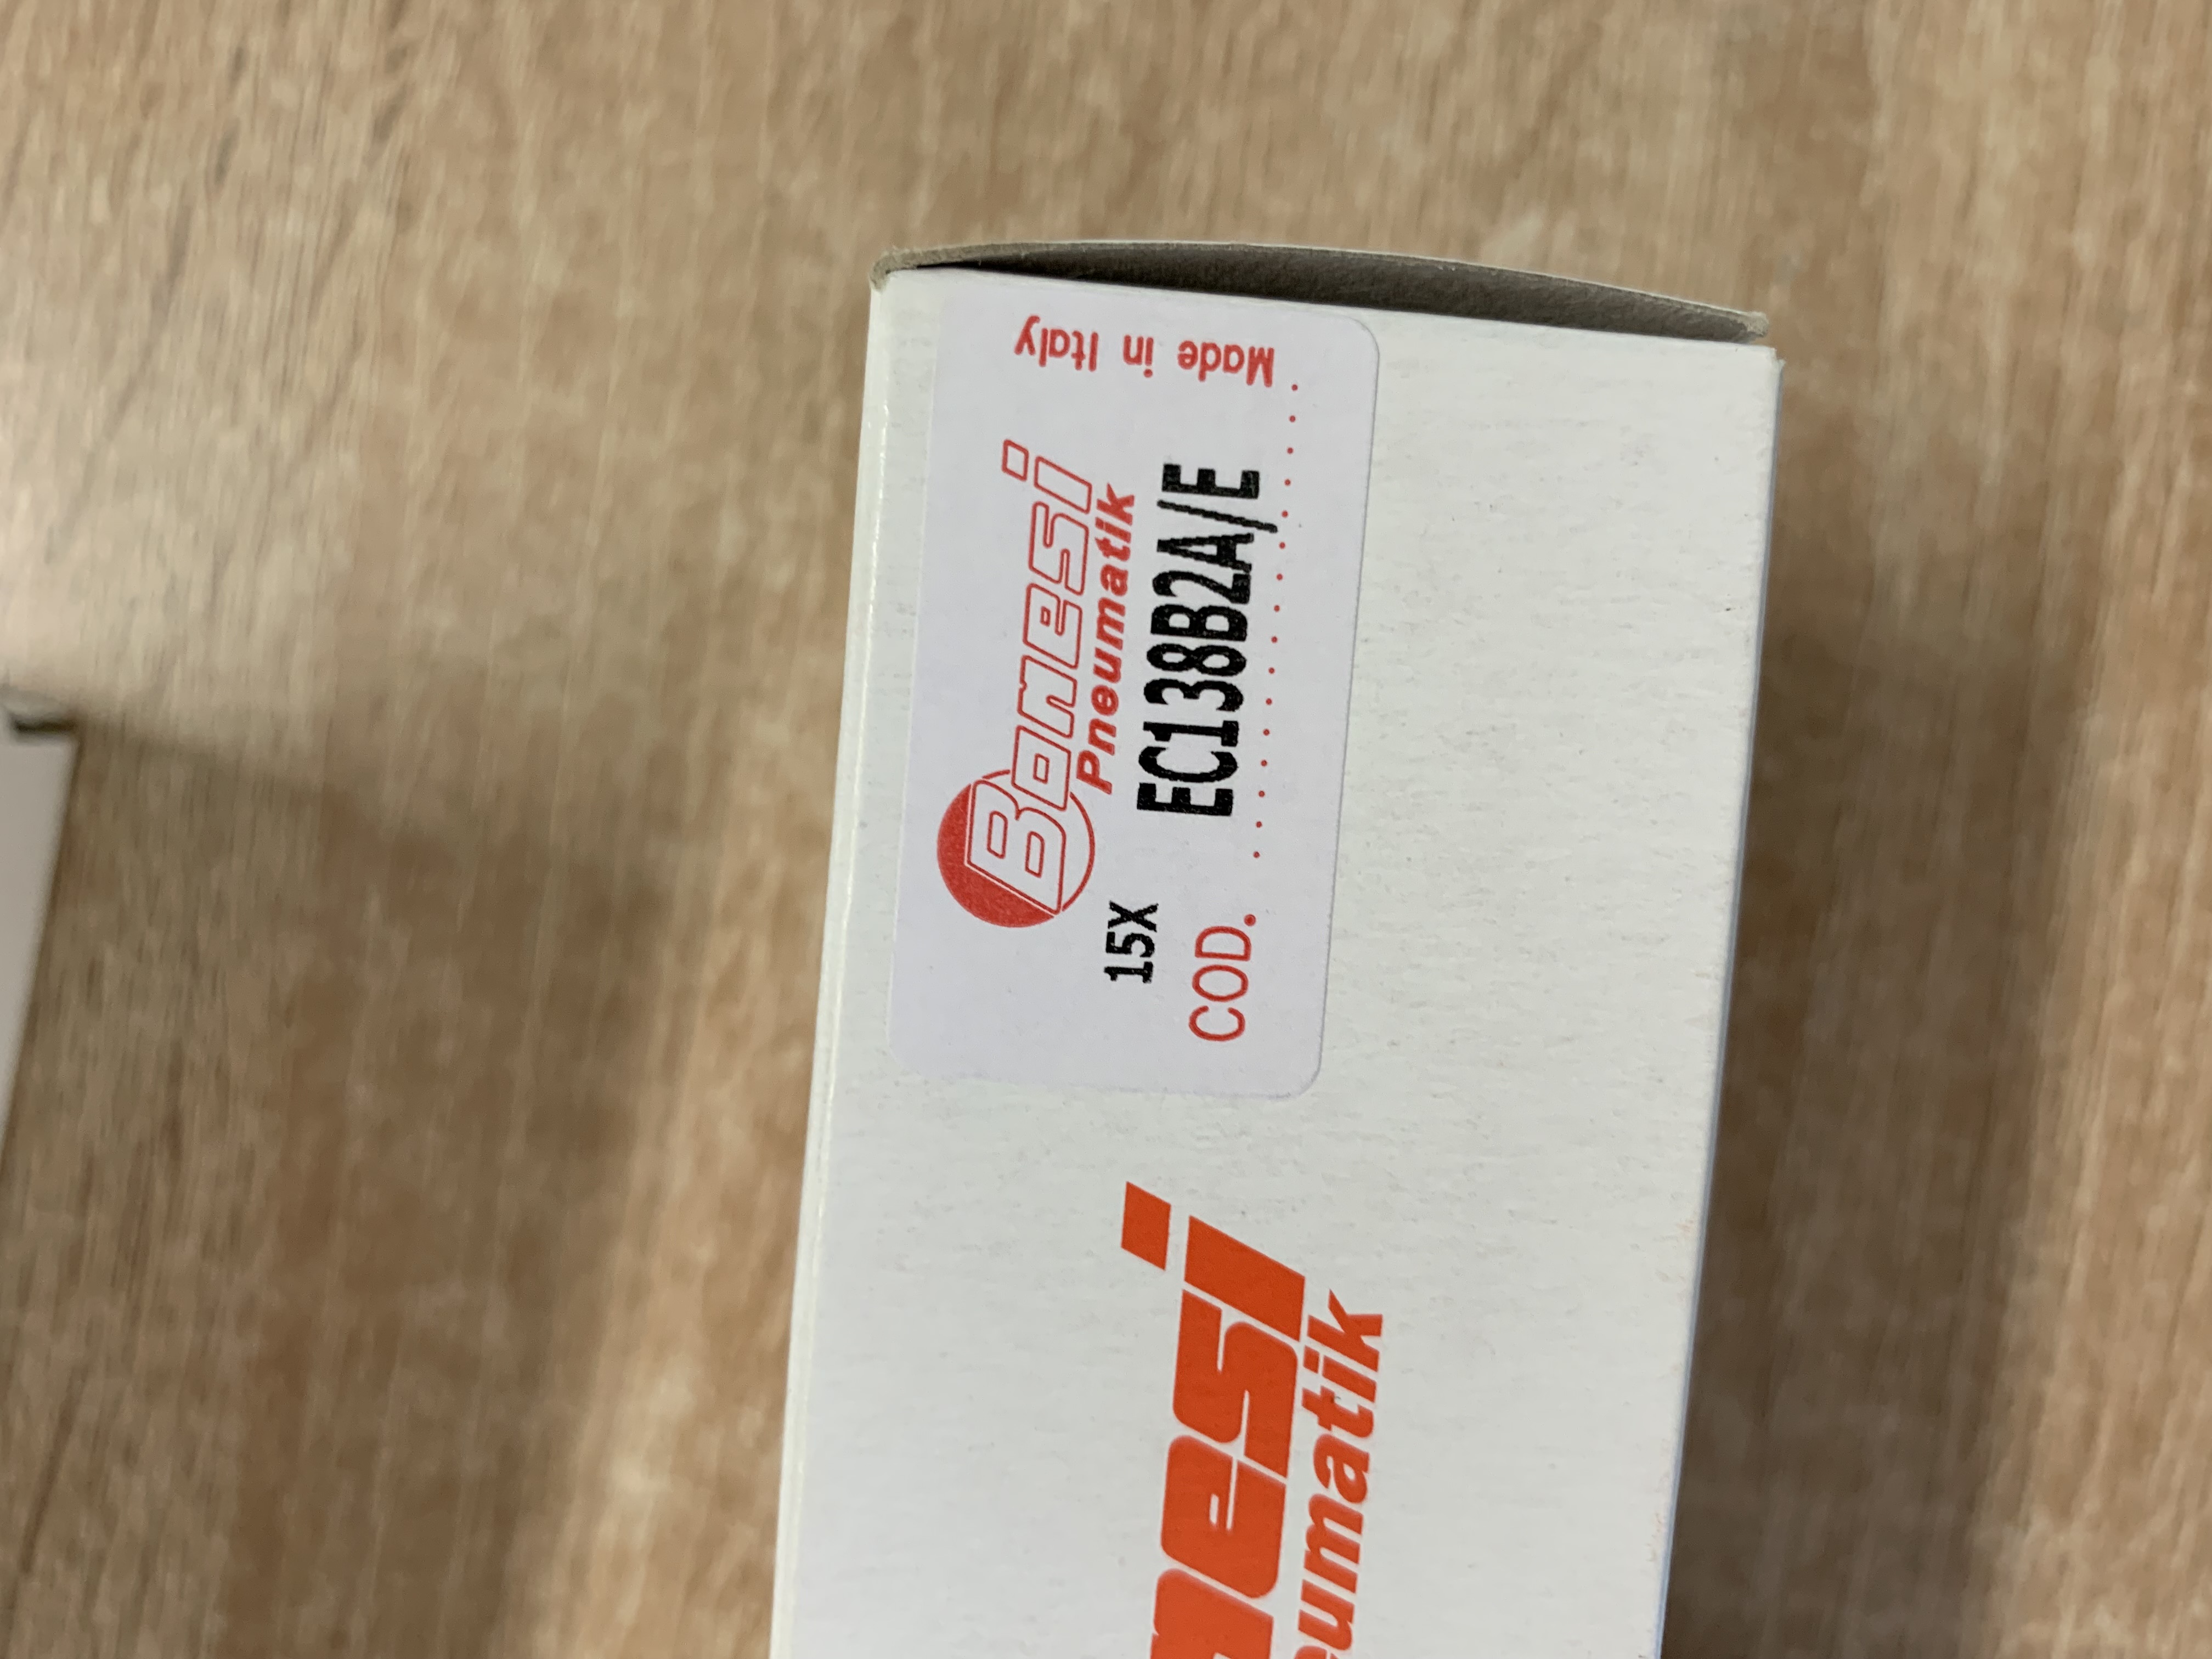 Bonesi
Pneumatik
15X
EC138B2A/E
COD.
Made in Italy